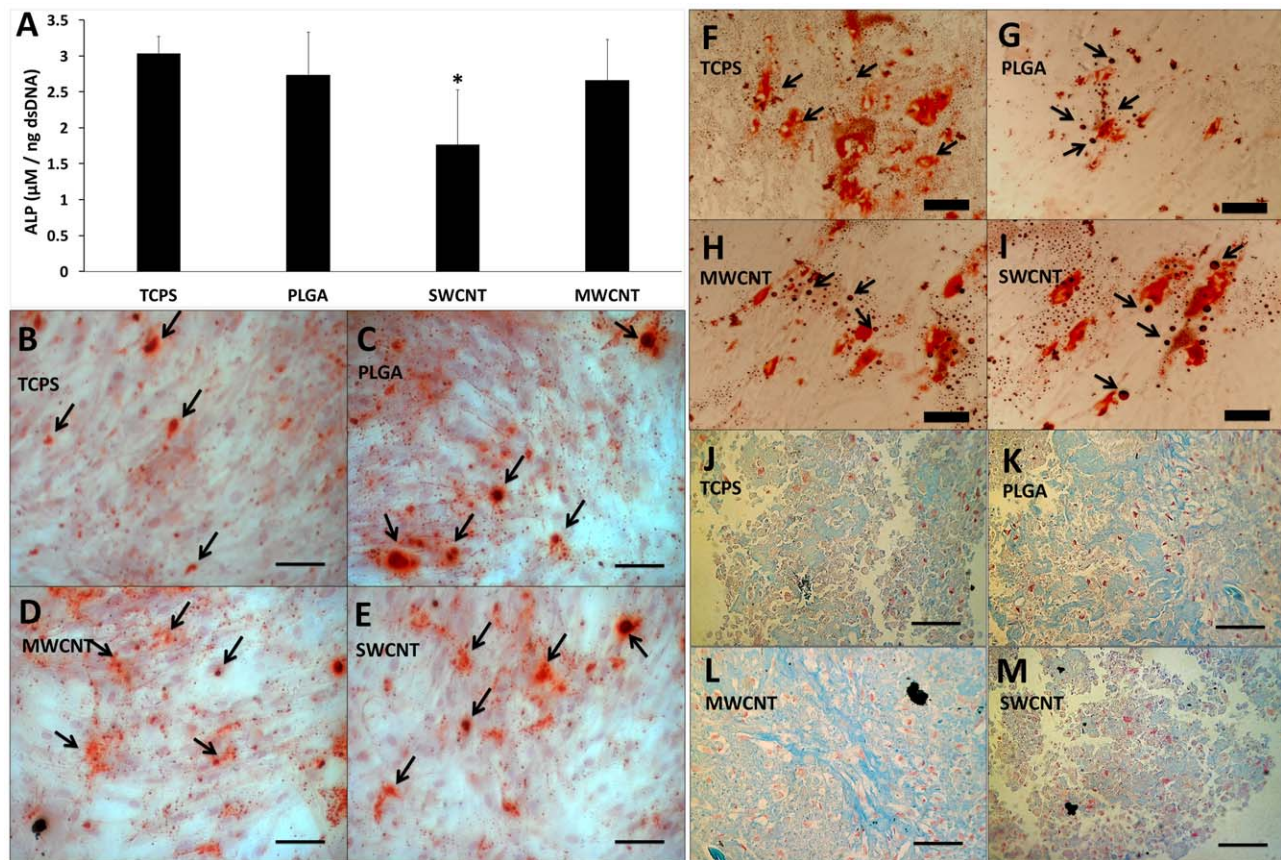 A
ALP (µM / ng dsDNA)
3.5
3
2.5
2
1.5
1
0.5
0
*
TCPS PLGA SWCNT MWCNT
B
TCPS
C
PLGA
D
MWCNT
E
SWCNT
F
TCPS
G
PLGA
H
MWCNT
I
SWCNT
J
TCPS
K
PLGA
L
MWCNT
M
SWCNT